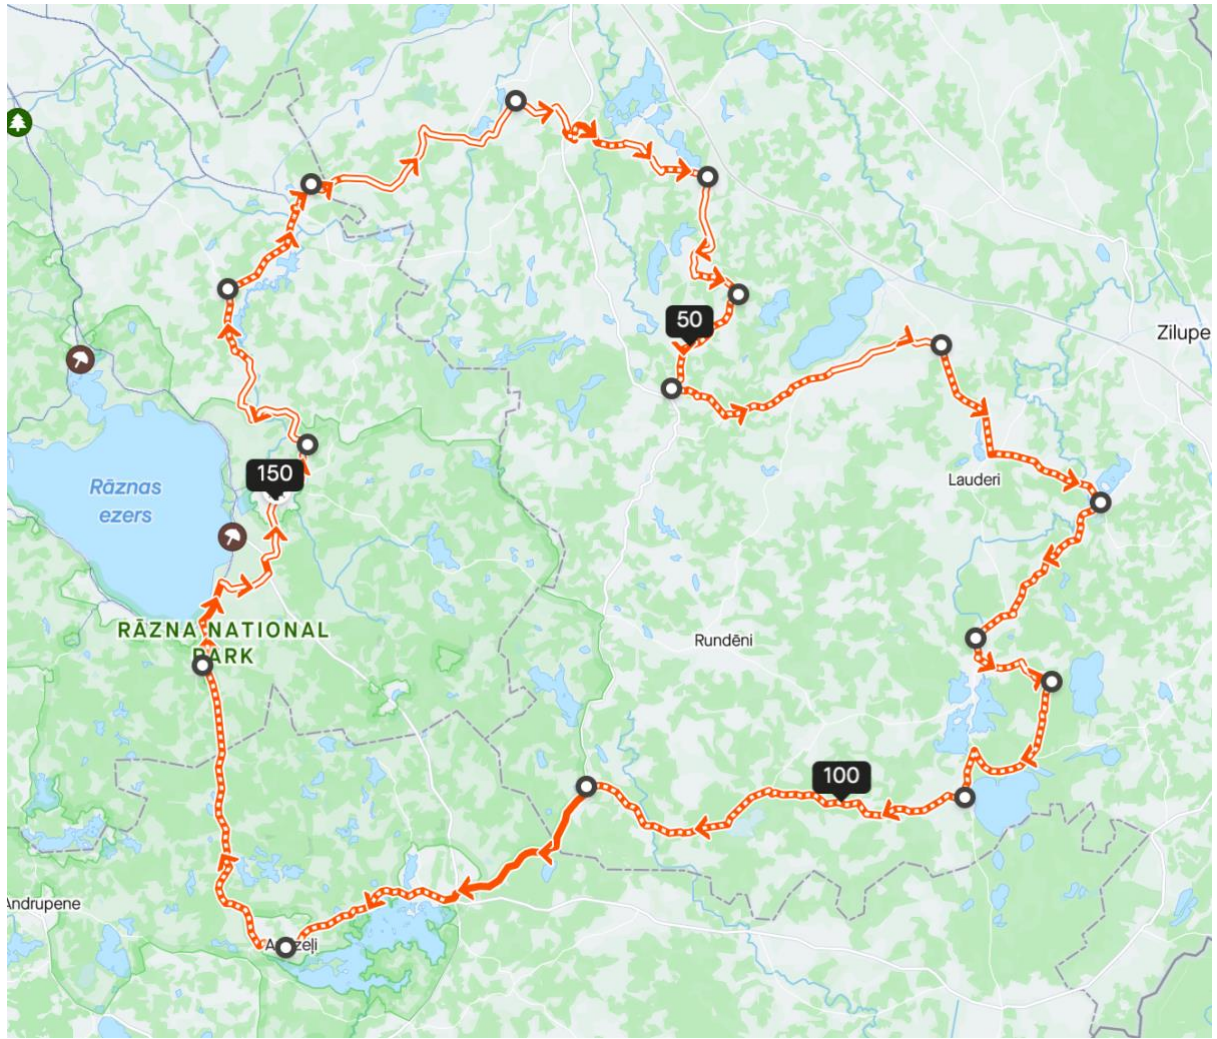 50
Zilupe
150
Lauderi
Rāznas
ezers
RĀZNA NATIONAL
PARK
Rundēni
100
Andrupene